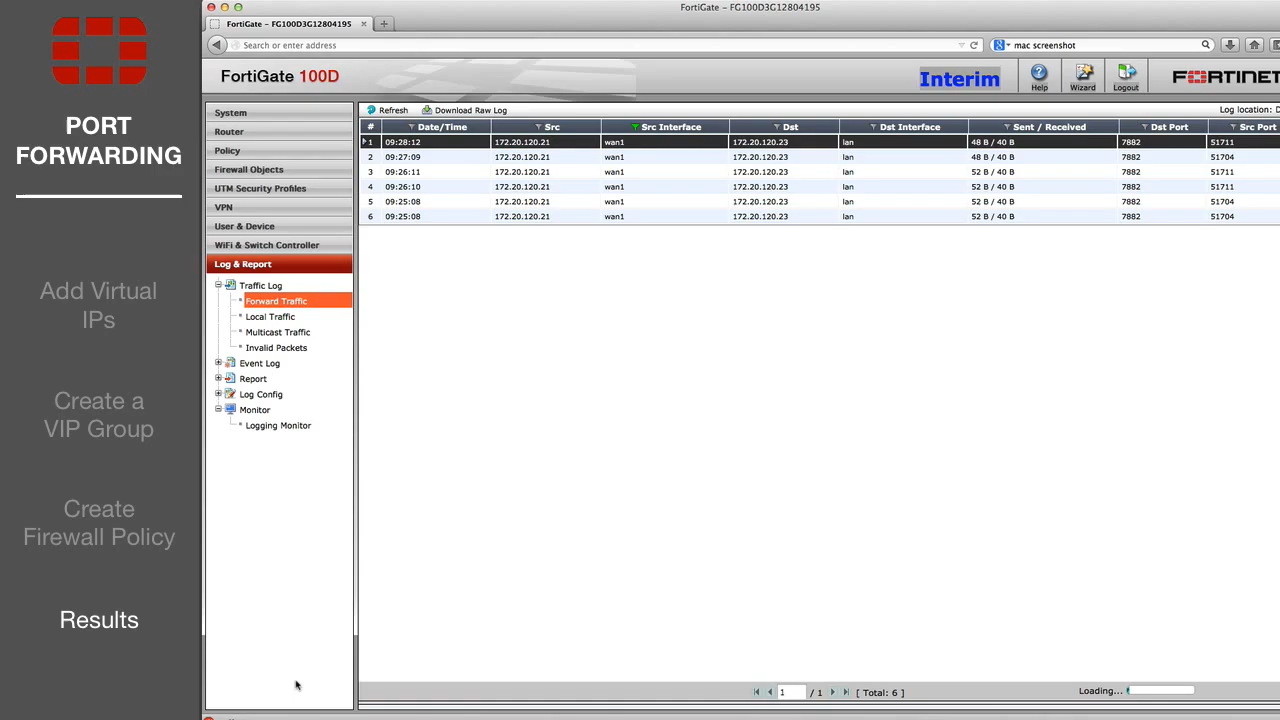 PORT
FORWARDING
Add Virtual
IPs
Create a
VIP Group
Create
Firewall Policy
Results
FortiGate - FG100D3G12804195
FortiGate - FG100D3G12804195
Search or enter address
mac screenshot
FortiGate 100D
Interim
Help
Wizard
Logout
FORTINET
System
Router
Policy
Firewall Objects
UTM Security Profiles
VPN
User & Device
WiFi & Switch Controller
Log & Report
Traffic Log
Forward Traffic
Local Traffic
Multicast Traffic
Invalid Packets
Event Log
Report
Log Config
Monitor
Logging Monitor
Refresh Download Raw Log Log location: D
# Date/Time Src Src Interface Dst Dst Interface Sent / Received Dst Port Src Port
1 09:28:12 172.20.120.21 wan1 172.20.120.23 lan 48 B / 40 B 7882 51711
2 09:27:09 172.20.120.21 wan1 172.20.120.23 lan 48 B / 40 B 7882 51704
3 09:26:11 172.20.120.21 wan1 172.20.120.23 lan 52 B / 40 B 7882 51711
4 09:26:10 172.20.120.21 wan1 172.20.120.23 lan 52 B / 40 B 7882 51711
5 09:25:08 172.20.120.21 wan1 172.20.120.23 lan 52 B / 40 B 7882 51704
6 09:25:08 172.20.120.21 wan1 172.20.120.23 lan 52 B / 40 B 7882 51704
1 / 1 [ Total: 6 ] Loading...